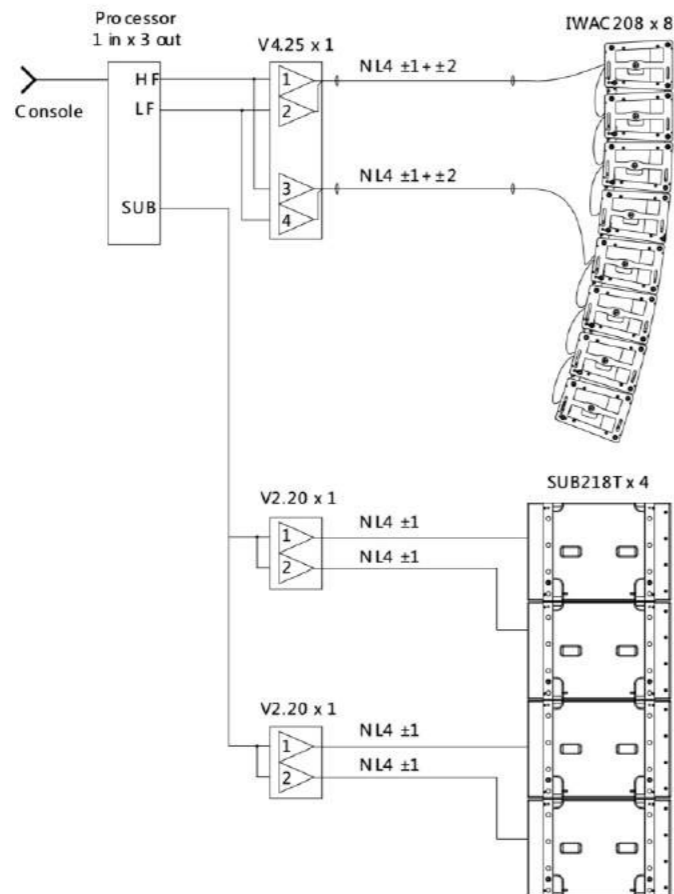 Processor
1 in x 3 out
V4.25 x 1
IWAC208 x 8
HF
LF
SUB
Console
1
2
3
4
NL4 ±1+±2
NL4 ±1+±2
SUB218T x 4
V2.20 x 1
1
2
NL4 ±1
NL4 ±1
V2.20 x 1
1
2
NL4 ±1
NL4 ±1